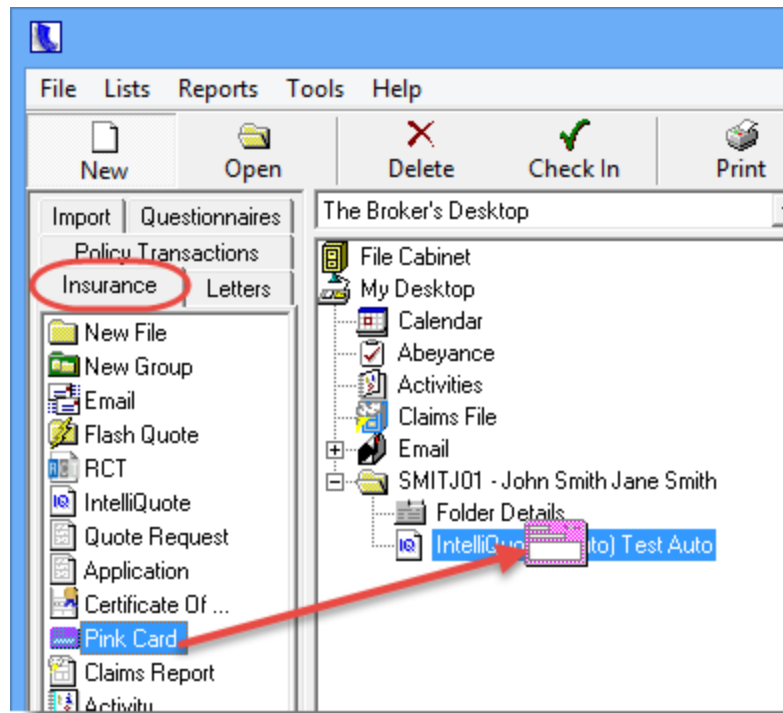 File Lists Reports Tools Help
New Open Delete Check In Print
Import Questionnaires
Policy Transactions
Insurance Letters
New File
New Group
Email
Flash Quote
RCT
IntelliQuote
Quote Request
Application
Certificate Of ...
Pink Card
Claims Report
Activity
The Broker's Desktop
File Cabinet
My Desktop
Calendar
Abeyance
Activities
Claims File
Email
SMITJ01 - John Smith Jane Smith
Folder Details
Test Auto